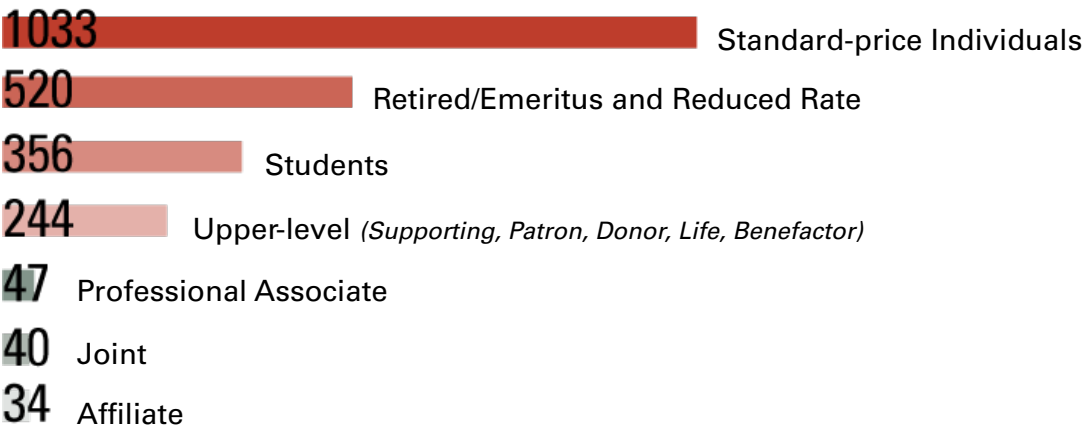 1033 Standard-price Individuals
520 Retired/Emeritus and Reduced Rate
356 Students
244 Upper-level (Supporting, Patron, Donor, Life, Benefactor)
47 Professional Associate
40 Joint
34 Affiliate